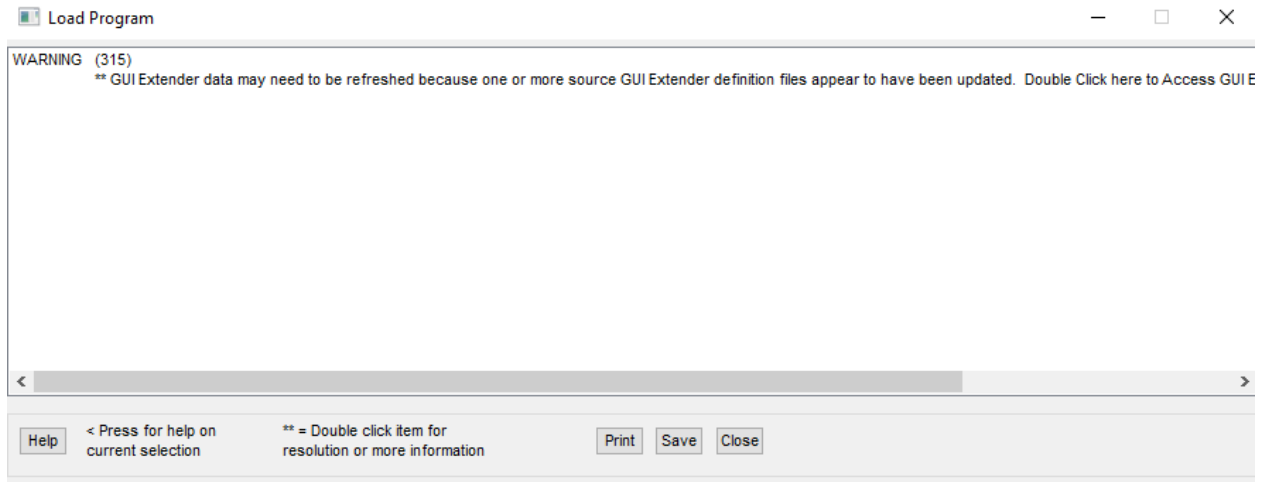 Load Program
WARNING (315)
** GUI Extender data may need to be refreshed because one or more source GUI Extender definition files appear to have been updated. Double Click here to Access GUI E
Help
< Press for help on
current selection
** = Double click item for
resolution or more information
Print Save Close